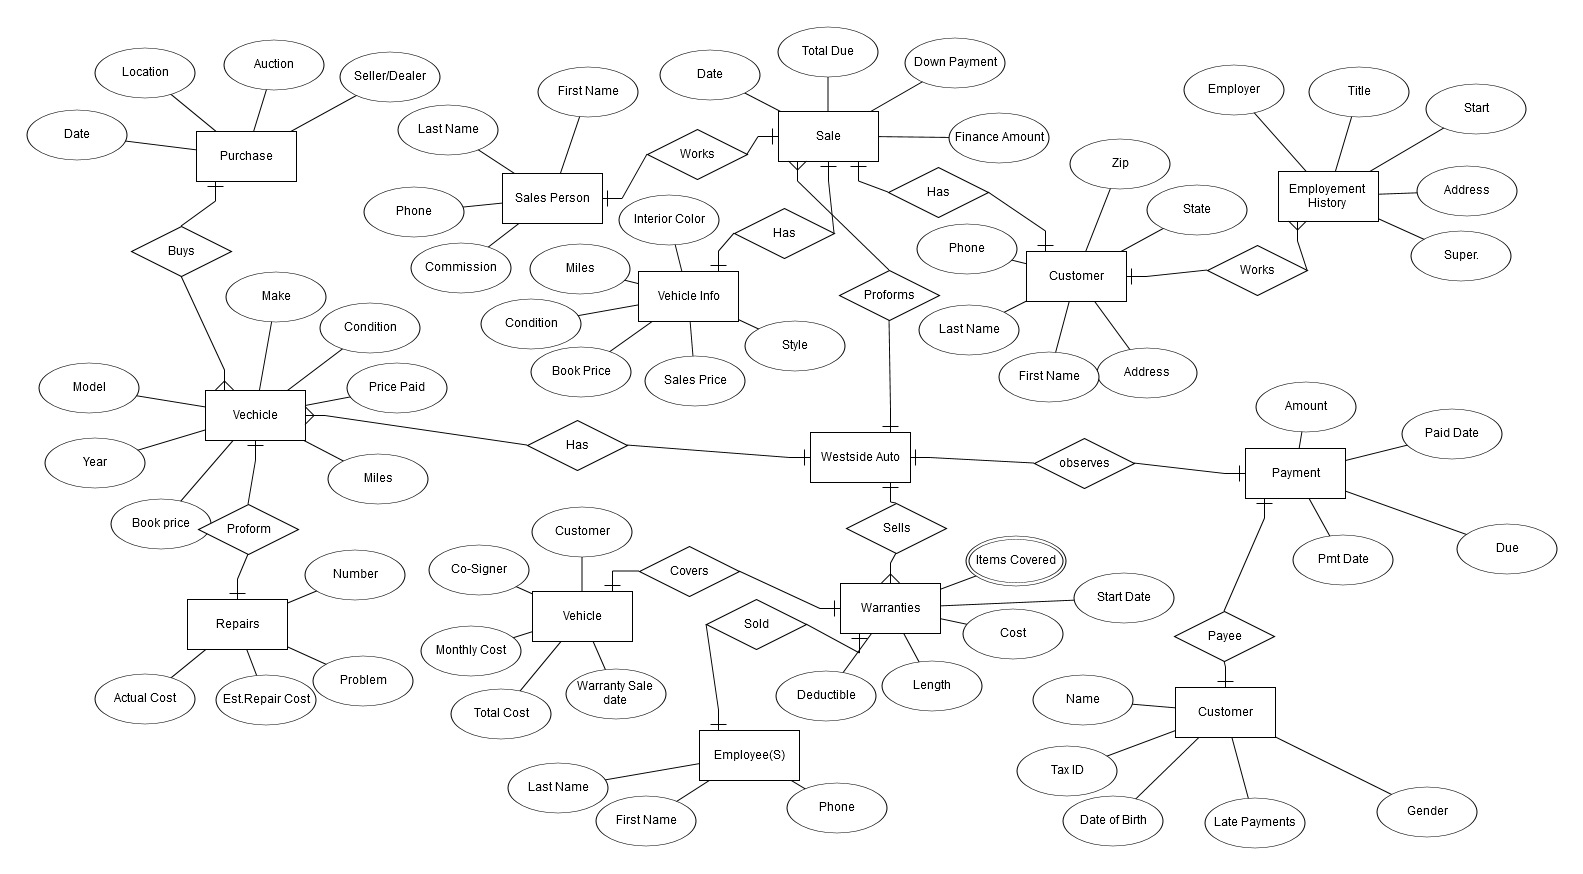 Total Due
Down Payment
Date
Location
Auction
Seller/Dealer
Date
Purchase
First Name
Last Name
Sales Person
Phone
Commission
Works
Sale
Finance Amount
Has
Zip
State
Phone
Customer
Last Name
First Name
Address
Works
Employer
Title
Start
Employement
History
Address
Super.
Buys
Interior Color
Has
Miles
Vehicle Info
Condition
Book Price
Sales Price
Style
Proforms
Make
Condition
Model
Price Paid
Vechicle
Year
Miles
Book price
Proform
Has
Westside Auto
observes
Amount
Paid Date
Payment
Pmt Date
Due
Sells
Number
Repairs
Actual Cost
Est.Repair Cost
Problem
Customer
Co-Signer
Vehicle
Monthly Cost
Total Cost
Warranty Sale
date
Covers
Sold
Items Covered
Start Date
Warranties
Cost
Deductible
Length
Payee
Employee(S)
Last Name
First Name
Phone
Name
Customer
Tax ID
Date of Birth
Late Payments
Gender